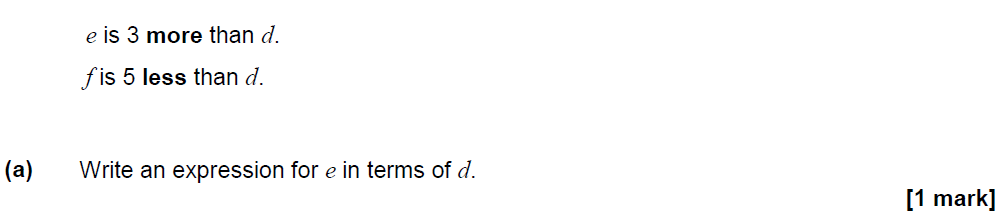 e is 3 more than d.
f is 5 less than d.
(a) Write an expression for e in terms of d.
[1 mark]